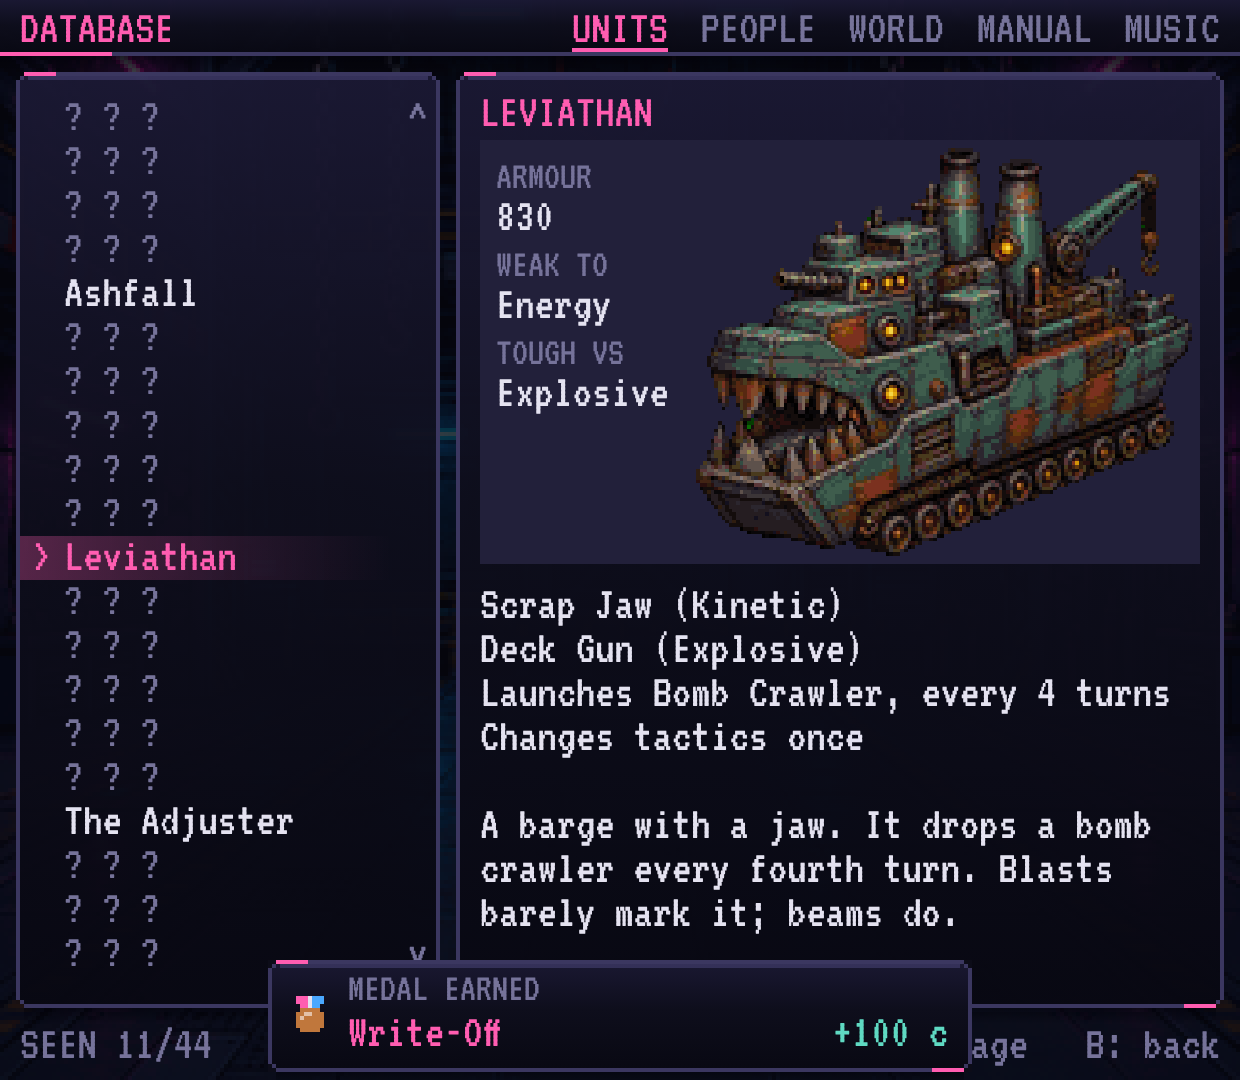 DATABASE UNITS PEOPLE WORLD MANUAL MUSIC
? ? ?
? ? ?
? ? ?
? ? ?
Ashfall
? ? ?
? ? ?
? ? ?
? ? ?
? ? ?
> Leviathan
? ? ?
? ? ?
? ? ?
? ? ?
? ? ?
The Adjuster
? ? ?
? ? ?
? ? ?
LEVIATHAN
ARMOUR
830
WEAK TO
Energy
TOUGH VS
Explosive
Scrap Jaw (Kinetic)
Deck Gun (Explosive)
Launches Bomb Crawler, every 4 turns
Changes tactics once
A barge with a jaw. It drops a bomb
crawler every fourth turn. Blasts
barely mark it; beams do.
MEDAL EARNED
Write-Off +100 c
SEEN 11/44 age B: back